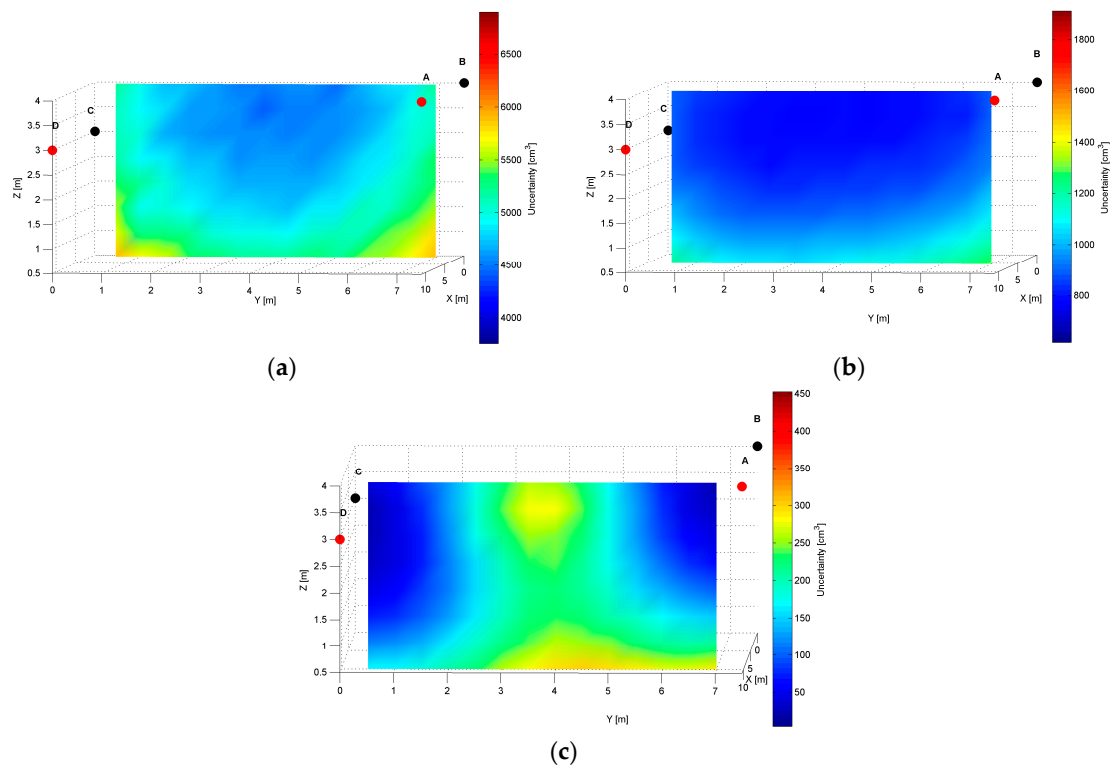 B
A
C
D
4
3.5
3
2.5
2
1.5
1
0.5
Z [m]
0 1 2 3 4 5 6 7
Y [m]
10 5 0
X [m]
6500
6000
5500
5000
4500
4000
Uncertainty [cm³]
(a)
B
A
C
D
4
3.5
3
2.5
2
1.5
1
0.5
Z [m]
0 1 2 3 4 5 6 7
Y [m]
10 5 0
X [m]
1800
1600
1400
1200
1000
800
Uncertainty [cm³]
(b)
B
A
C
D
4
3.5
3
2.5
2
1.5
1
0.5
Z [m]
0 1 2 3 4 5 6 7
Y [m]
10 5 0
X [m]
450
400
350
300
250
200
150
100
50
Uncertainty [cm³]
(c)